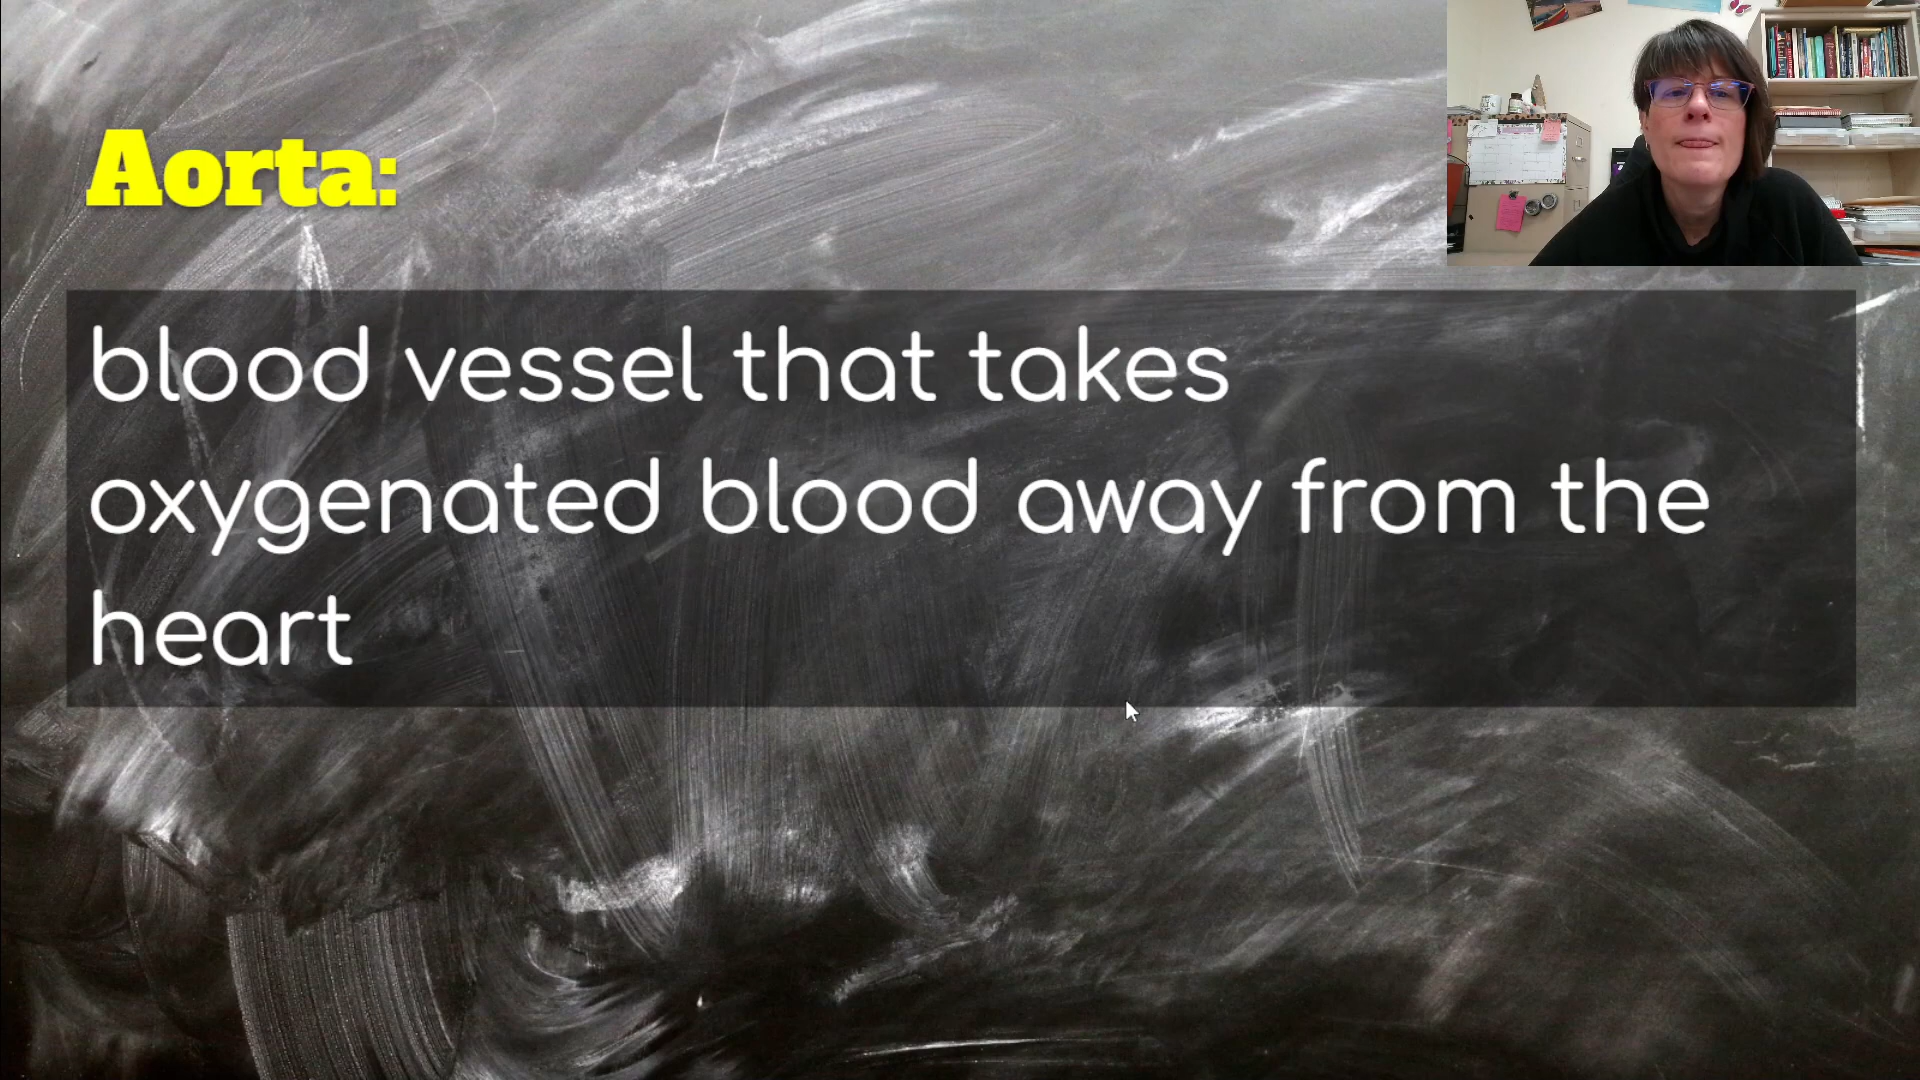 Aorta:
blood vessel that takes
oxygenated blood away from the
heart